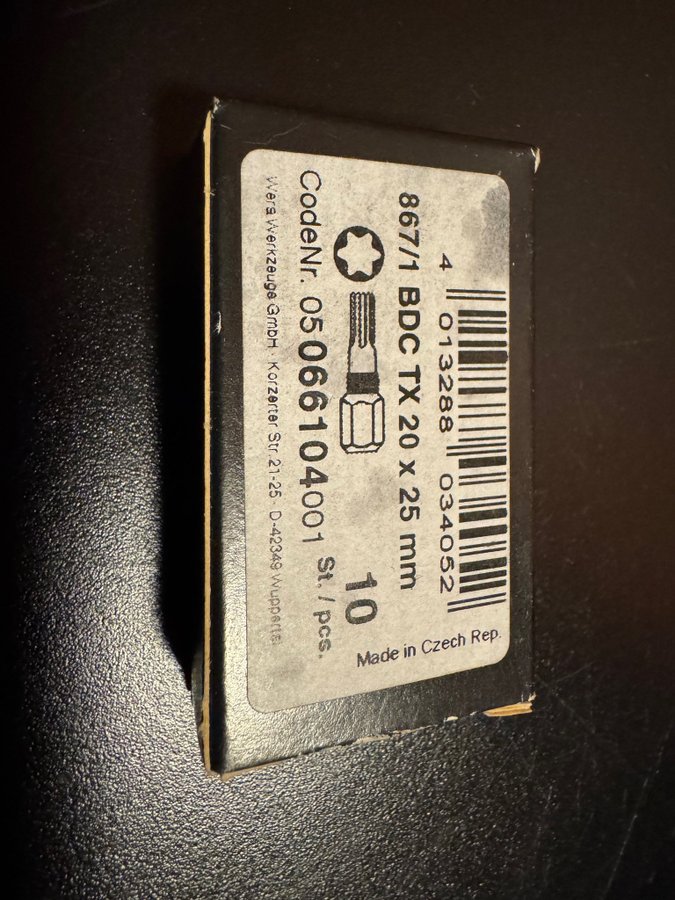 4 013288 034052
867/1 BDC TX 20 x 25 mm
10
CodeNr. 05066104001 St. / pcs.
Made in Czech Rep.
Wera Werkzeuge GmbH · Korzerter Str. 21-25 · D-42349 Wuppertal